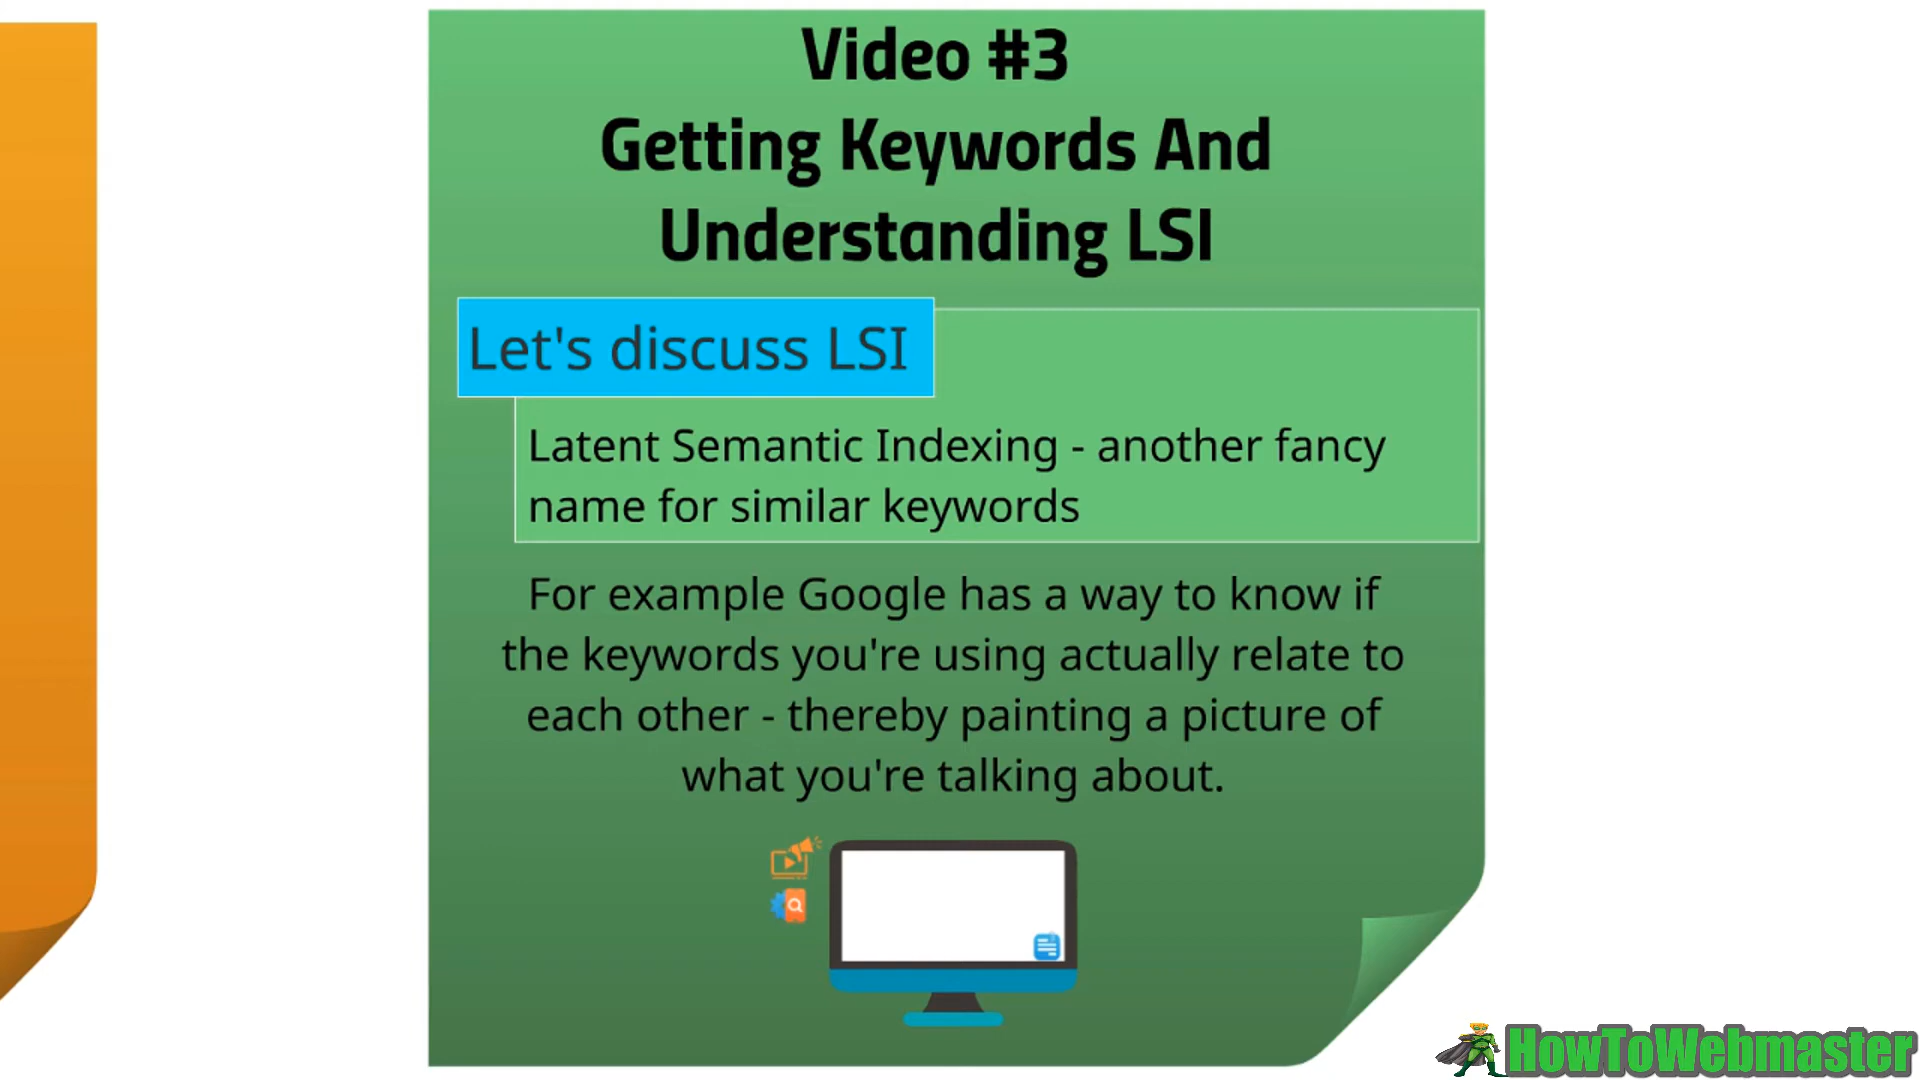 Video #3
Getting Keywords And
Understanding LSI
Let's discuss LSI
Latent Semantic Indexing - another fancy
name for similar keywords
For example Google has a way to know if
the keywords you're using actually relate to
each other - thereby painting a picture of
what you're talking about.
HowToWebmaster